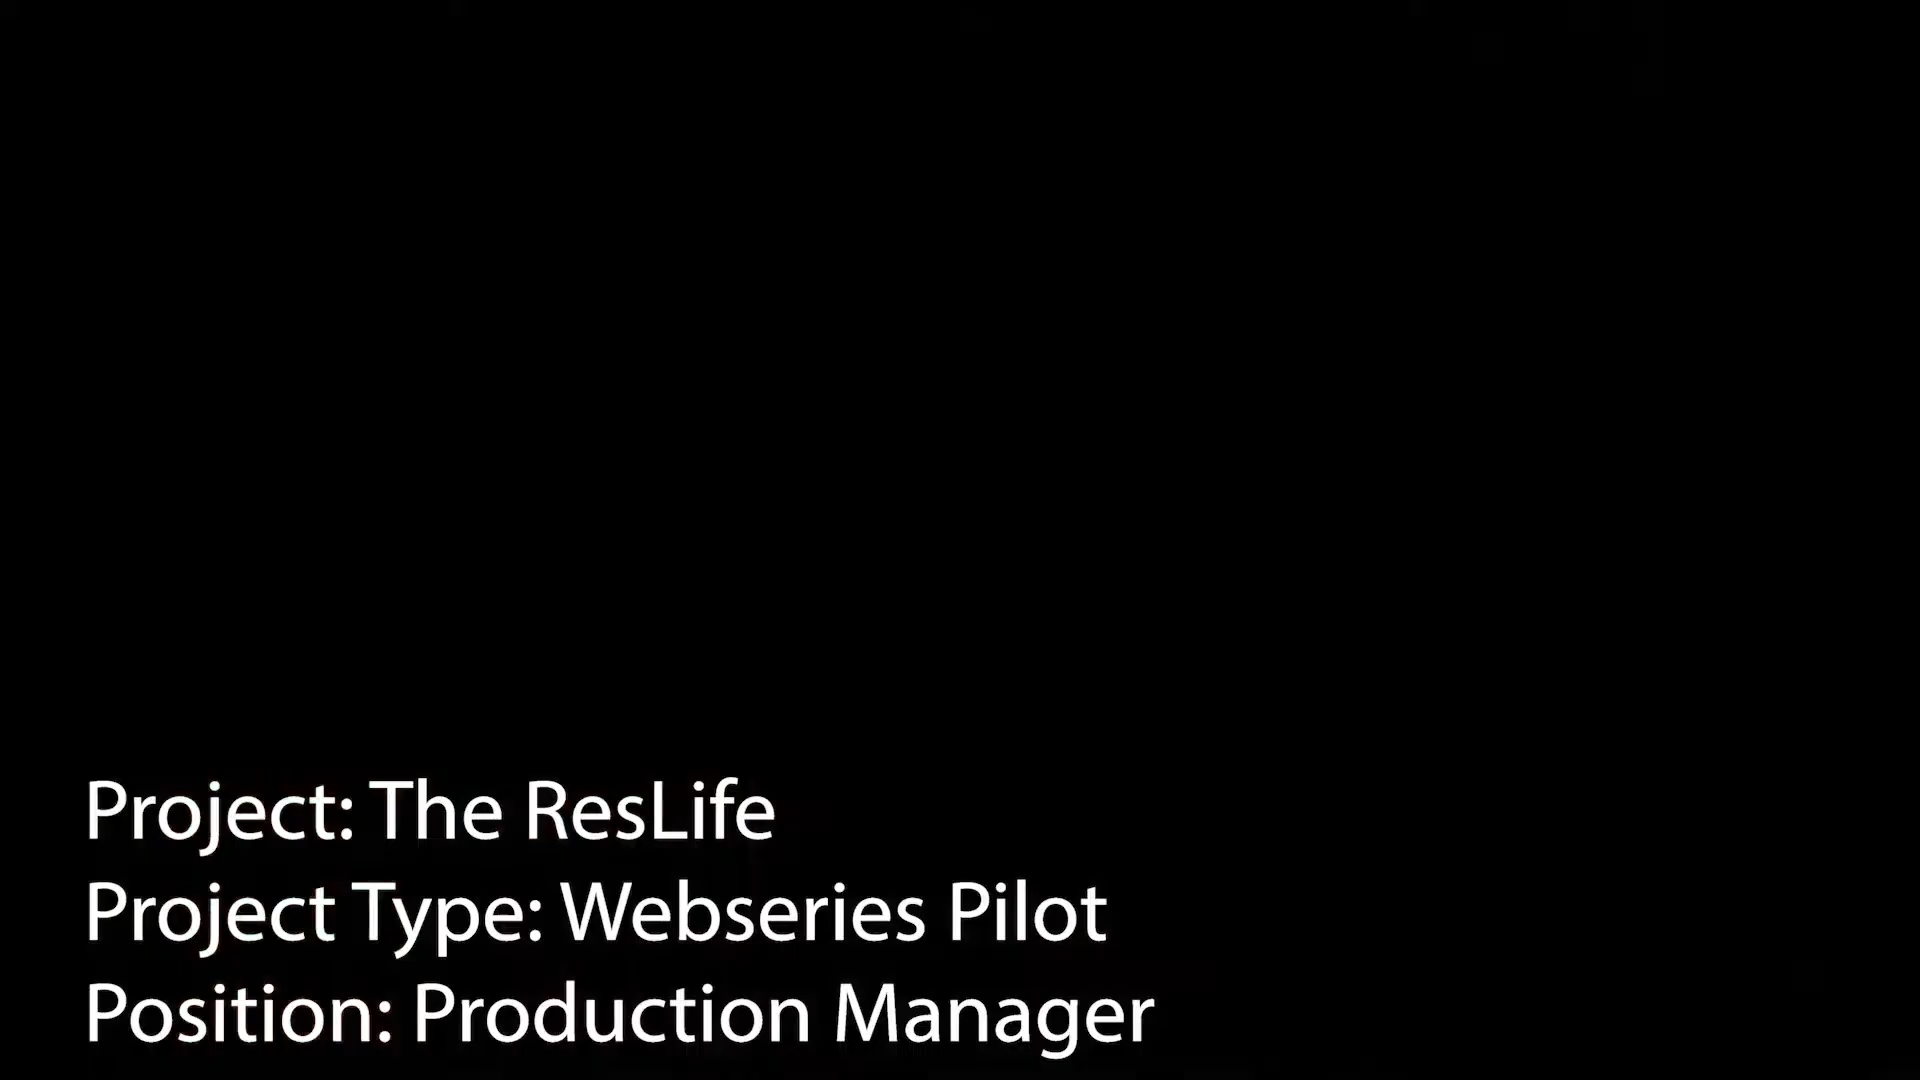 Project: The ResLife
Project Type: Webseries Pilot
Position: Production Manager